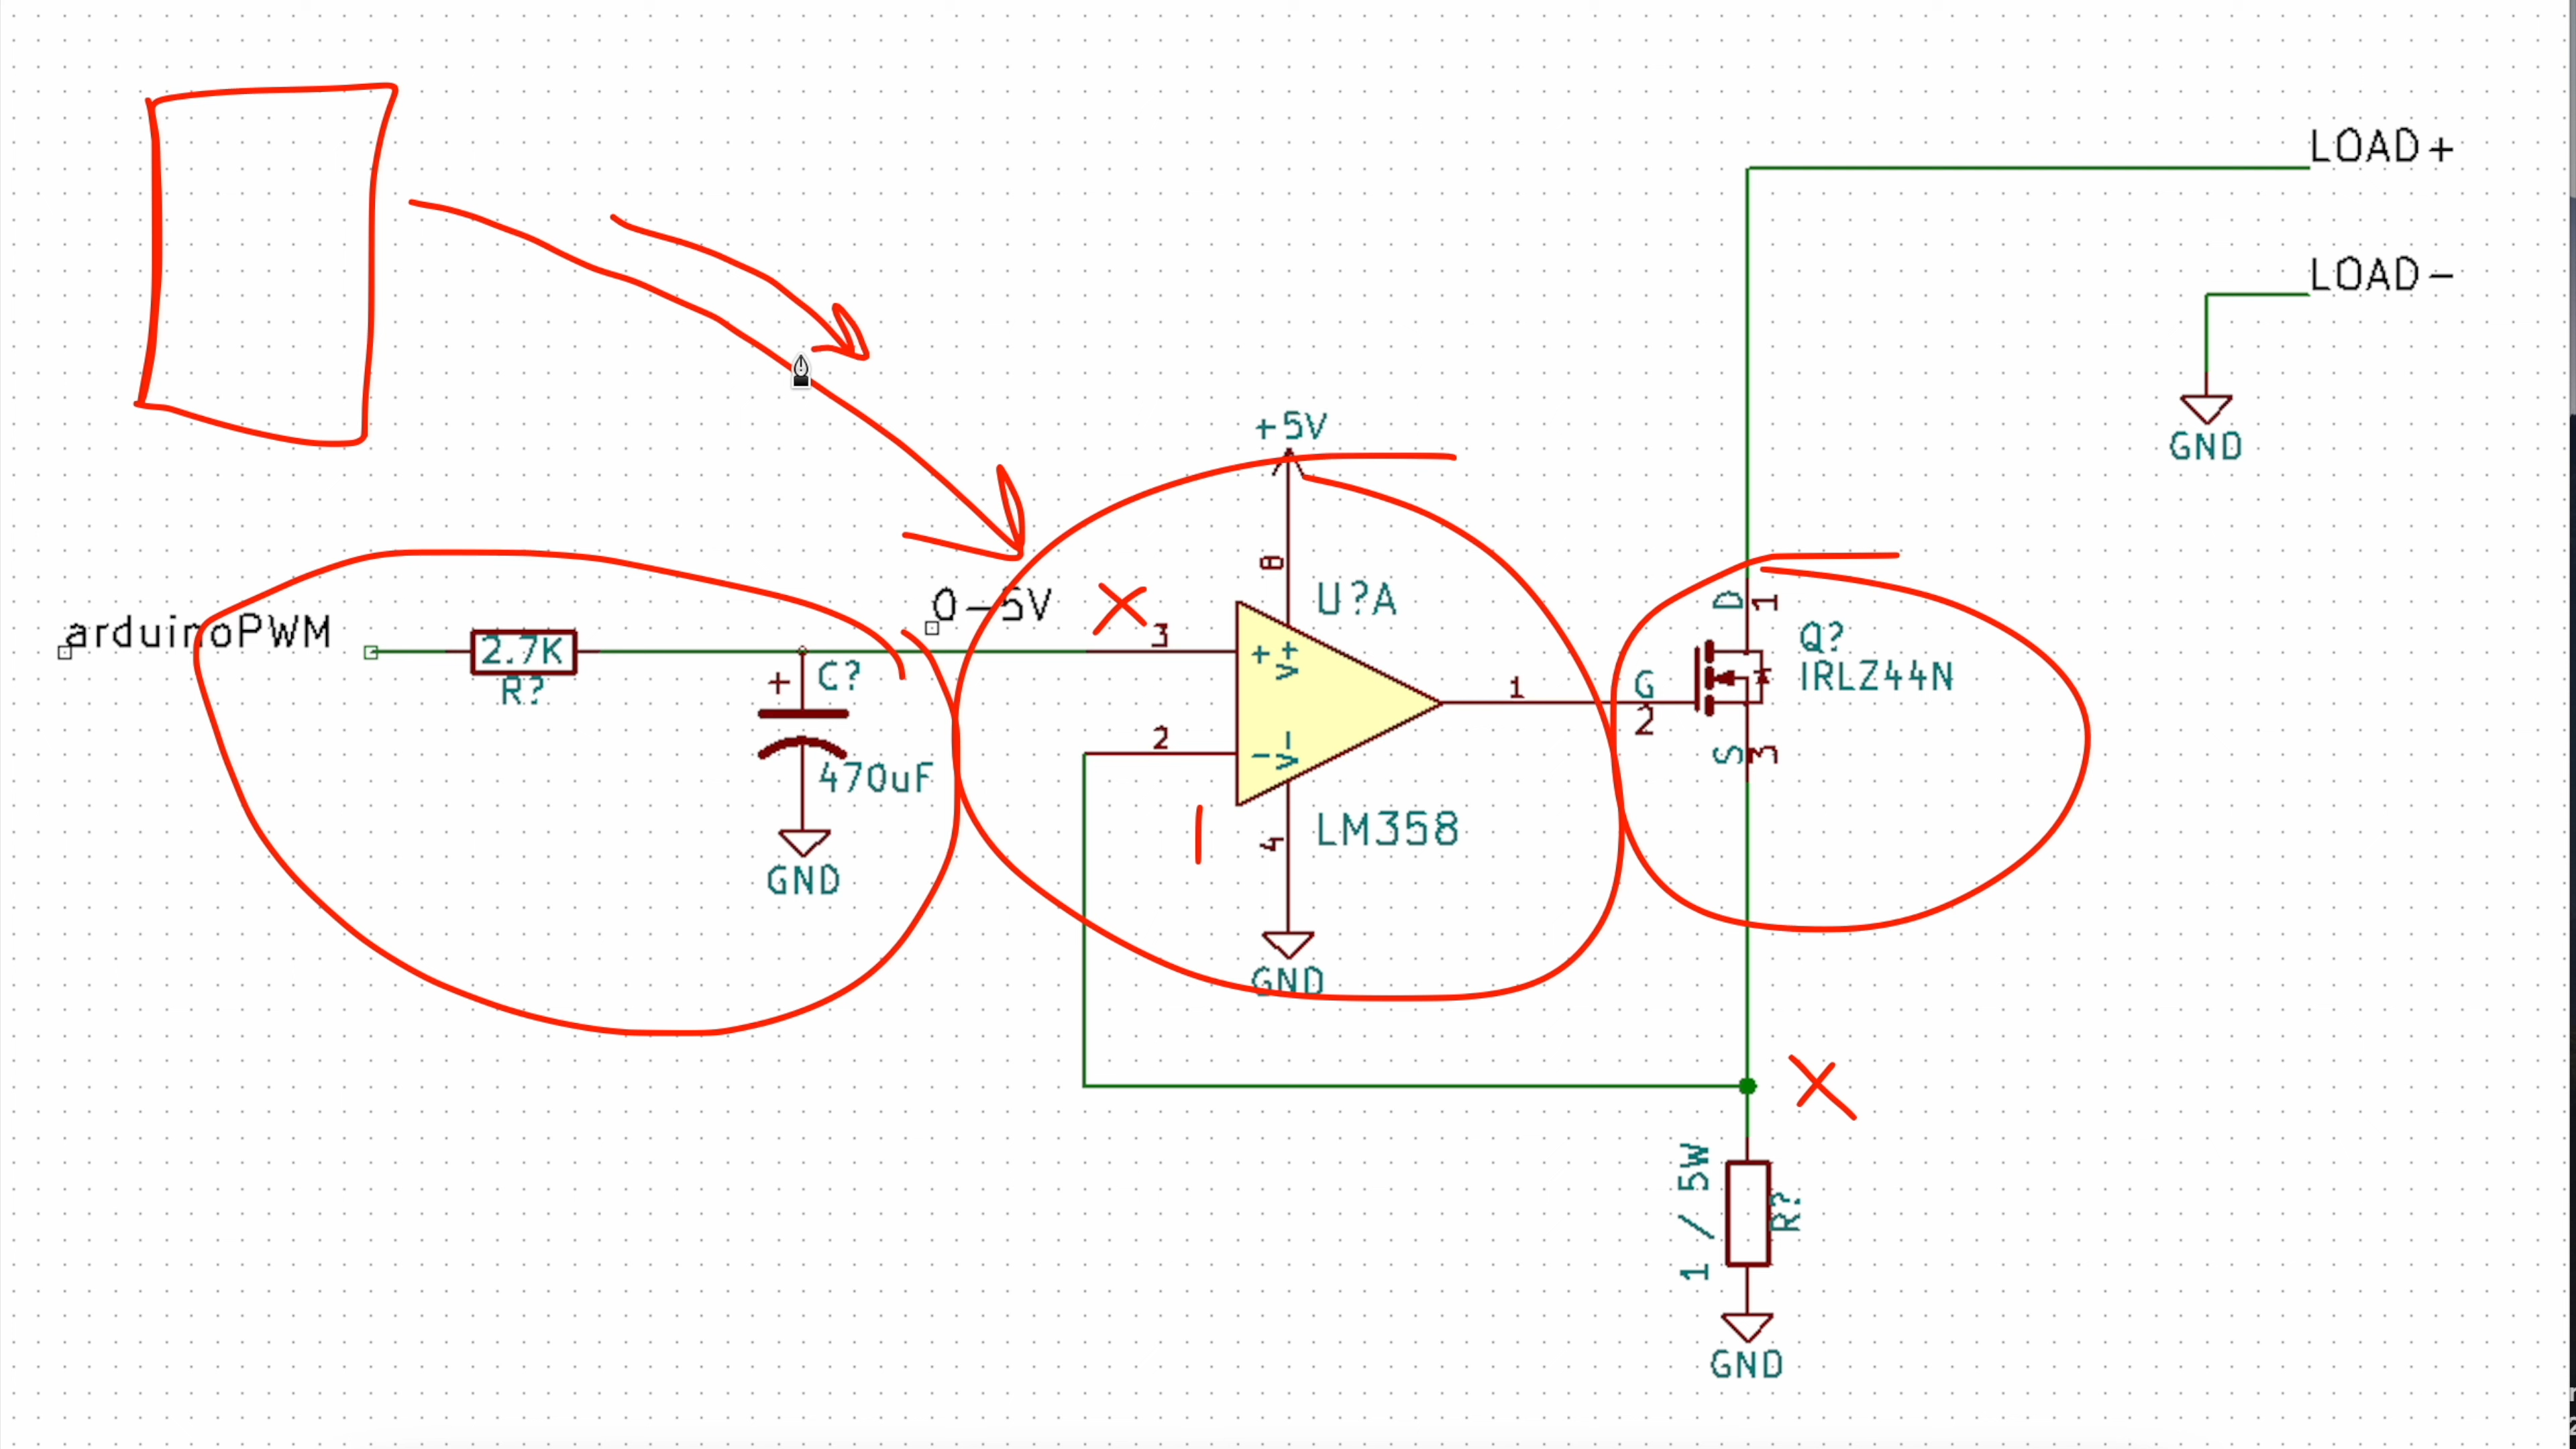 LOAD+
LOAD-
GND
+5V
8
0-5V
3
U?A
+ V+
arduinoPWM
2.7K
R?
+
C?
470uF
GND
2
- V-
LM358
4
GND
1
G
2
D
1
Q?
IRLZ44N
S
3
1 / 5W
R?
GND